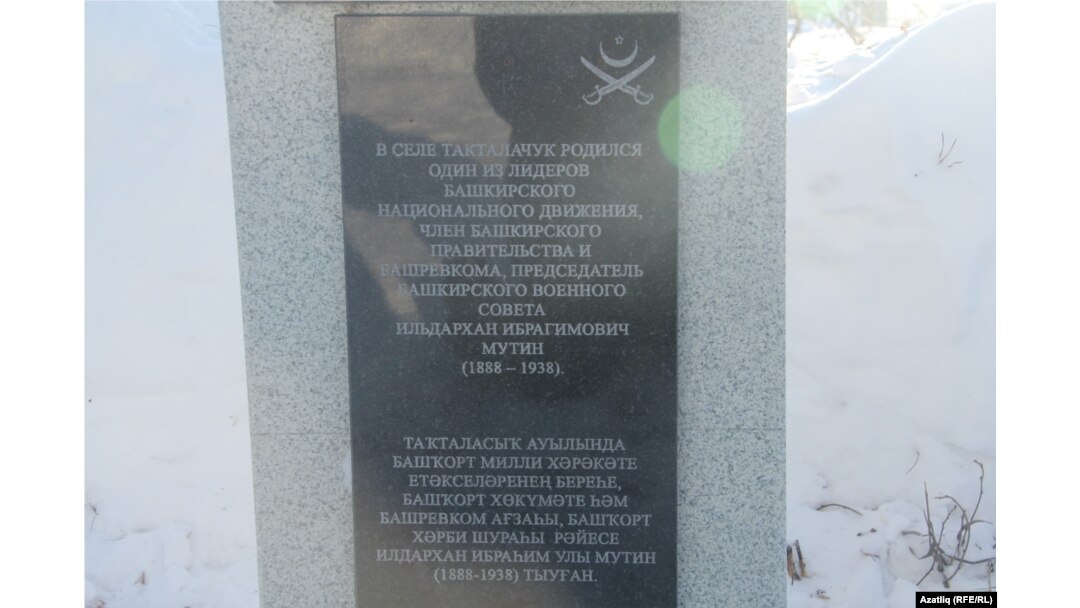 В СЕЛЕ ТАКТАЛАЧУК РОДИЛСЯ
ОДИН ИЗ ЛИДЕРОВ
БАШКИРСКОГО
НАЦИОНАЛЬНОГО ДВИЖЕНИЯ,
ЧЛЕН БАШКИРСКОГО
ПРАВИТЕЛЬСТВА И
БАШРЕВКОМА, ПРЕДСЕДАТЕЛЬ
БАШКИРСКОГО ВОЕННОГО
СОВЕТА
ИЛЬДАРХАН ИБРАГИМОВИЧ
МУТИН
(1888 – 1938).
ТАҠТАЛАСЫҠ АУЫЛЫНДА
БАШҠОРТ МИЛЛИ ХӘРӘКӘТЕ
ЕТӘКСЕЛӘРЕНЕҢ БЕРЕҺЕ,
БАШҠОРТ ХӨКҮМӘТЕ ҺӘМ
БАШРЕВКОМ АҒЗАҺЫ, БАШҠОРТ
ХӘРБИ ШУРАҺЫ РӘЙЕСЕ
ИЛДАРХАН ИБРАҺИМ УЛЫ МУТИН
(1888-1938) ТЫУҒАН.
Azatliq (RFE/RL)